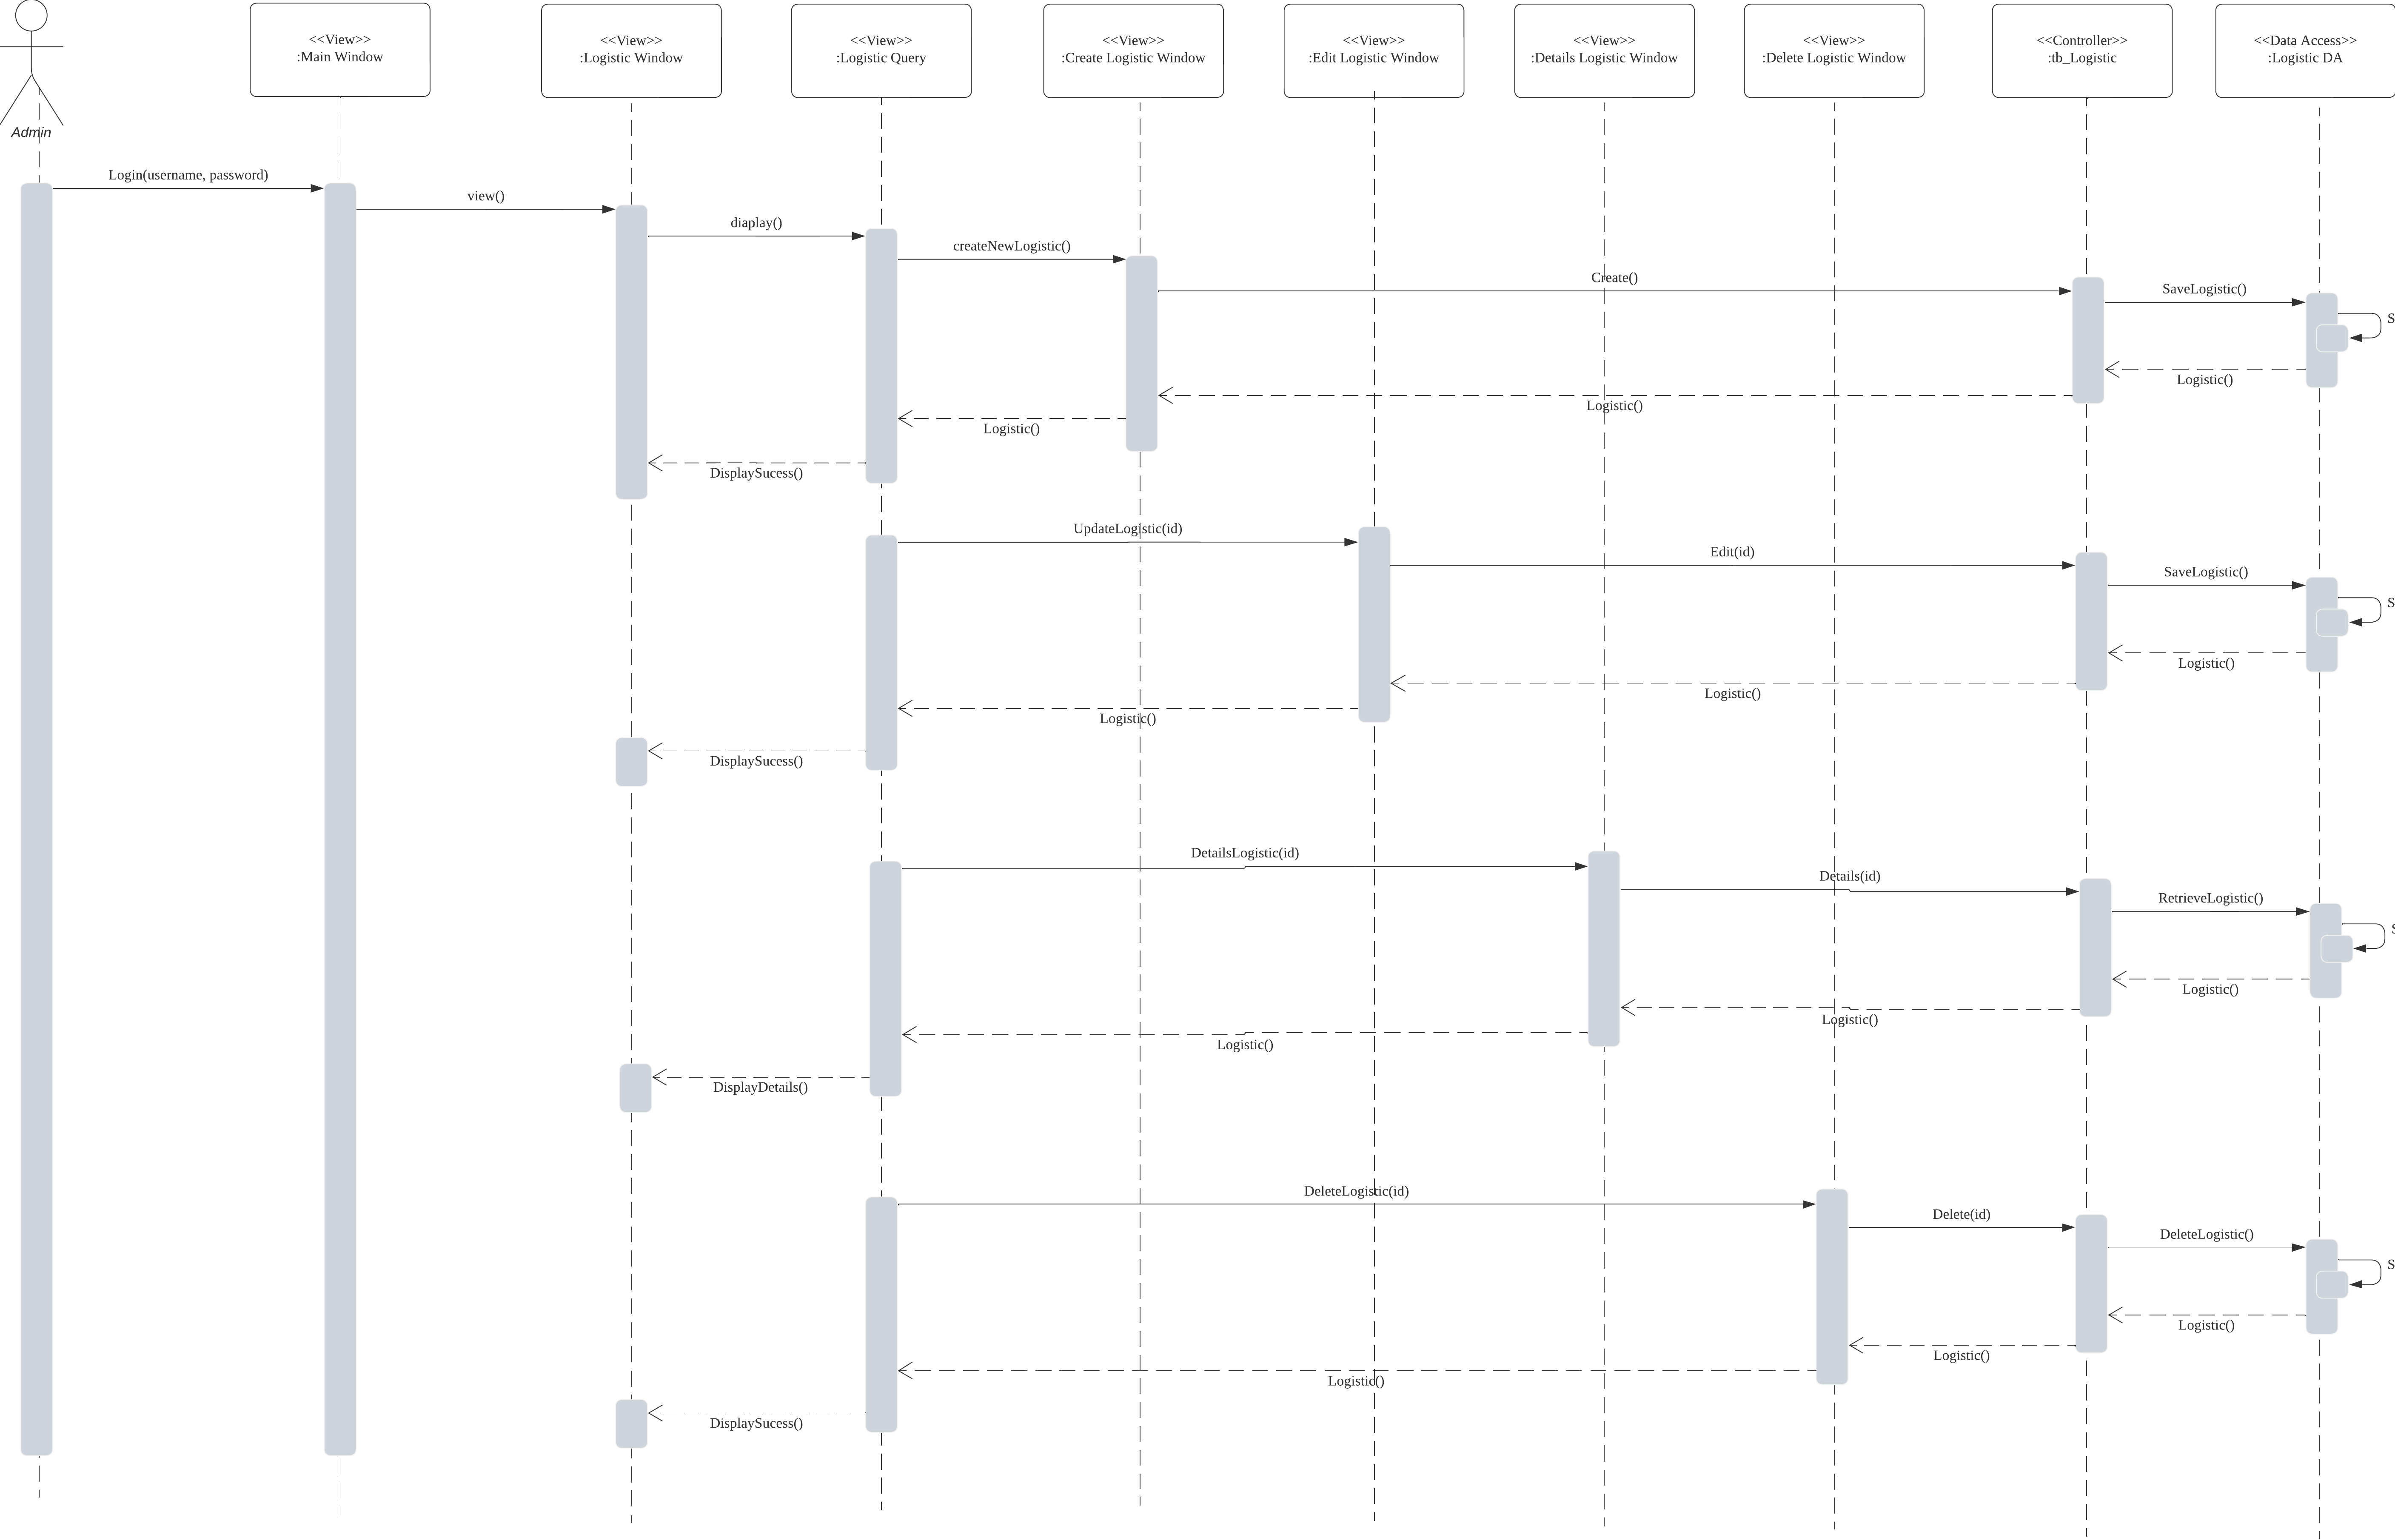 <<View>>
:Main Window
<<View>>
:Logistic Window
<<View>>
:Logistic Query
<<View>>
:Create Logistic Window
<<View>>
:Edit Logistic Window
<<View>>
:Details Logistic Window
<<View>>
:Delete Logistic Window
<<Controller>>
:tb_Logistic
<<Data Access>>
:Logistic DA
Admin
Login(username, password)
view()
diaplay()
createNewLogistic()
Create()
SaveLogistic()
S
Logistic()
Logistic()
Logistic()
DisplaySucess()
UpdateLogistic(id)
Edit(id)
SaveLogistic()
S
Logistic()
Logistic()
Logistic()
DisplaySucess()
DetailsLogistic(id)
Details(id)
RetrieveLogistic()
Logistic()
Logistic()
Logistic()
DisplayDetails()
DeleteLogistic(id)
Delete(id)
DeleteLogistic()
S
Logistic()
Logistic()
Logistic()
DisplaySucess()